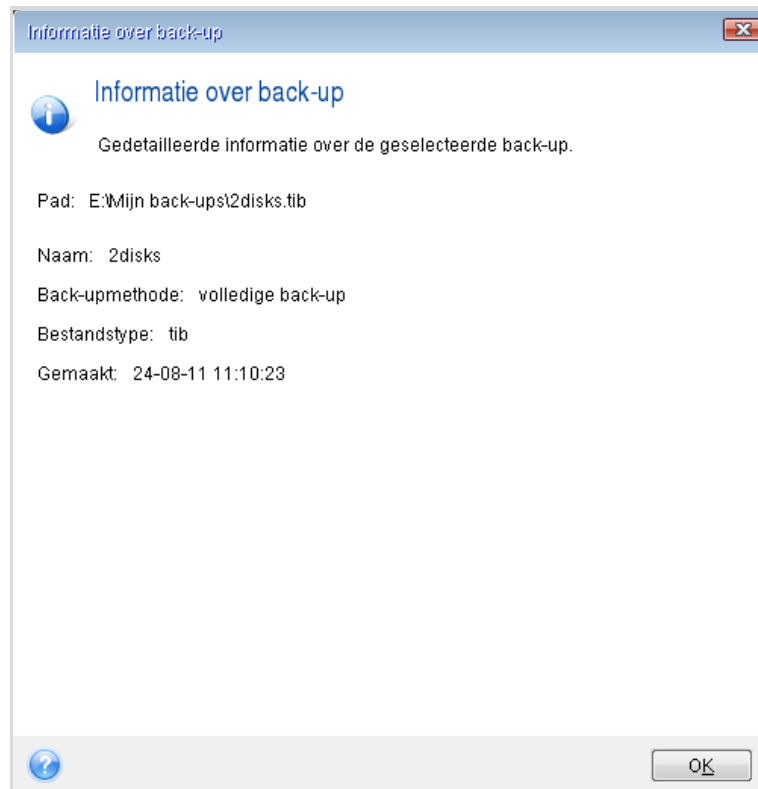 Informatie over back-up
Informatie over back-up
Gedetailleerde informatie over de geselecteerde back-up.
Pad: E:\Mijn back-ups\2disks.tib
Naam: 2disks
Back-upmethode: volledige back-up
Bestandstype: tib
Gemaakt: 24-08-11 11:10:23
OK